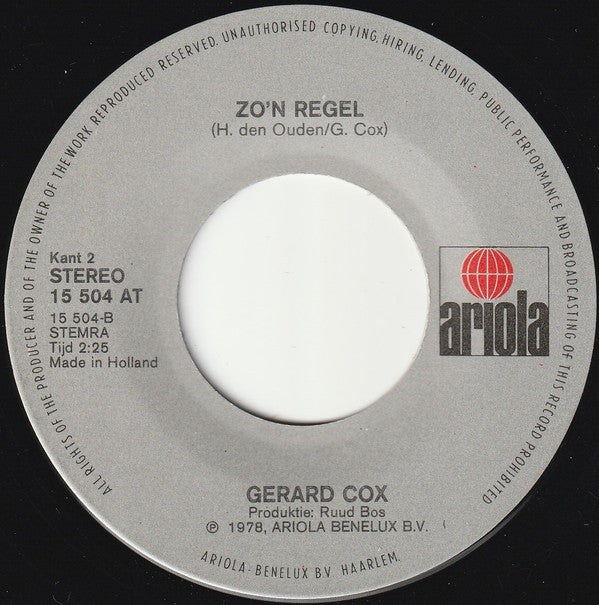 ALL RIGHTS OF THE PRODUCER AND OF THE OWNER OF THE WORK REPRODUCED RESERVED. UNAUTHORISED COPYING, HIRING, LENDING, PUBLIC PERFORMANCE AND BROADCASTING OF THIS RECORD PROHIBITED
ZO'N REGEL
(H. den Ouden/G. Cox)
Kant 2
STEREO
15 504 AT
15 504-B
STEMRA
Tijd 2:25
Made in Holland
ariola
GERARD COX
Produktie: Ruud Bos
℗ 1978, ARIOLA BENELUX B.V.
ARIOLA-BENELUX B.V. HAARLEM.